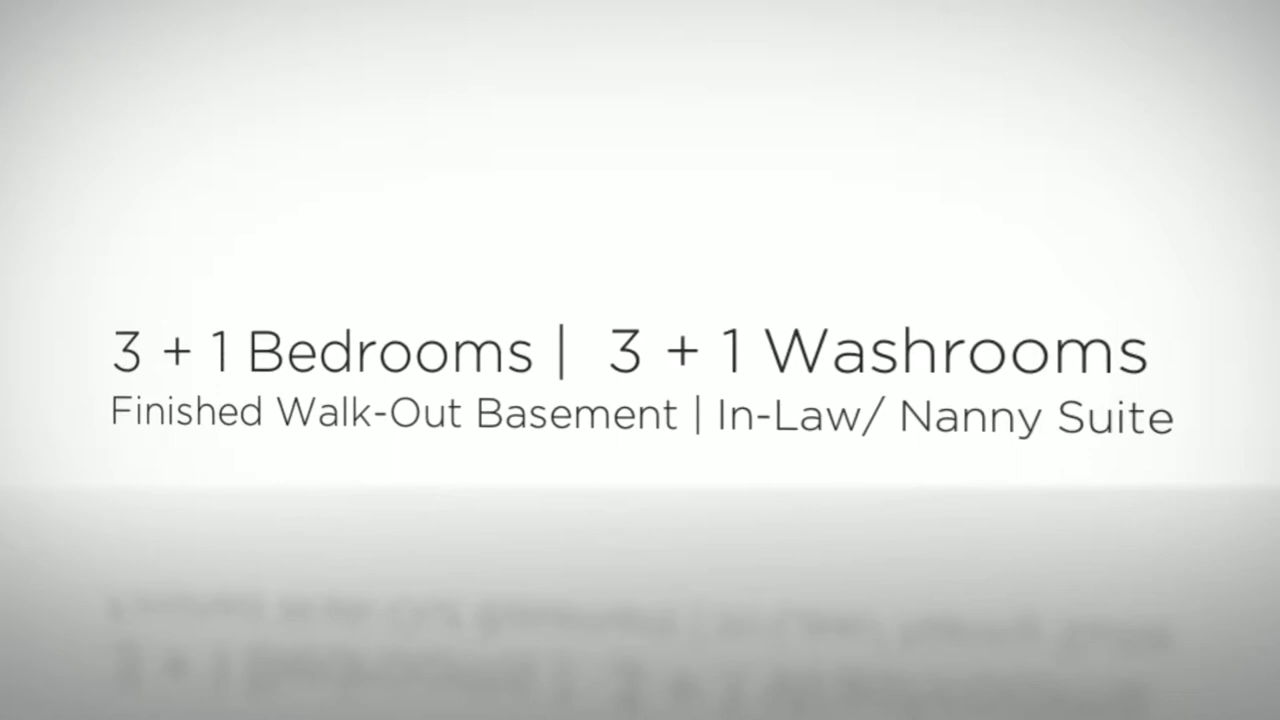 3 + 1 Bedrooms | 3 + 1 Washrooms
Finished Walk-Out Basement | In-Law/ Nanny Suite